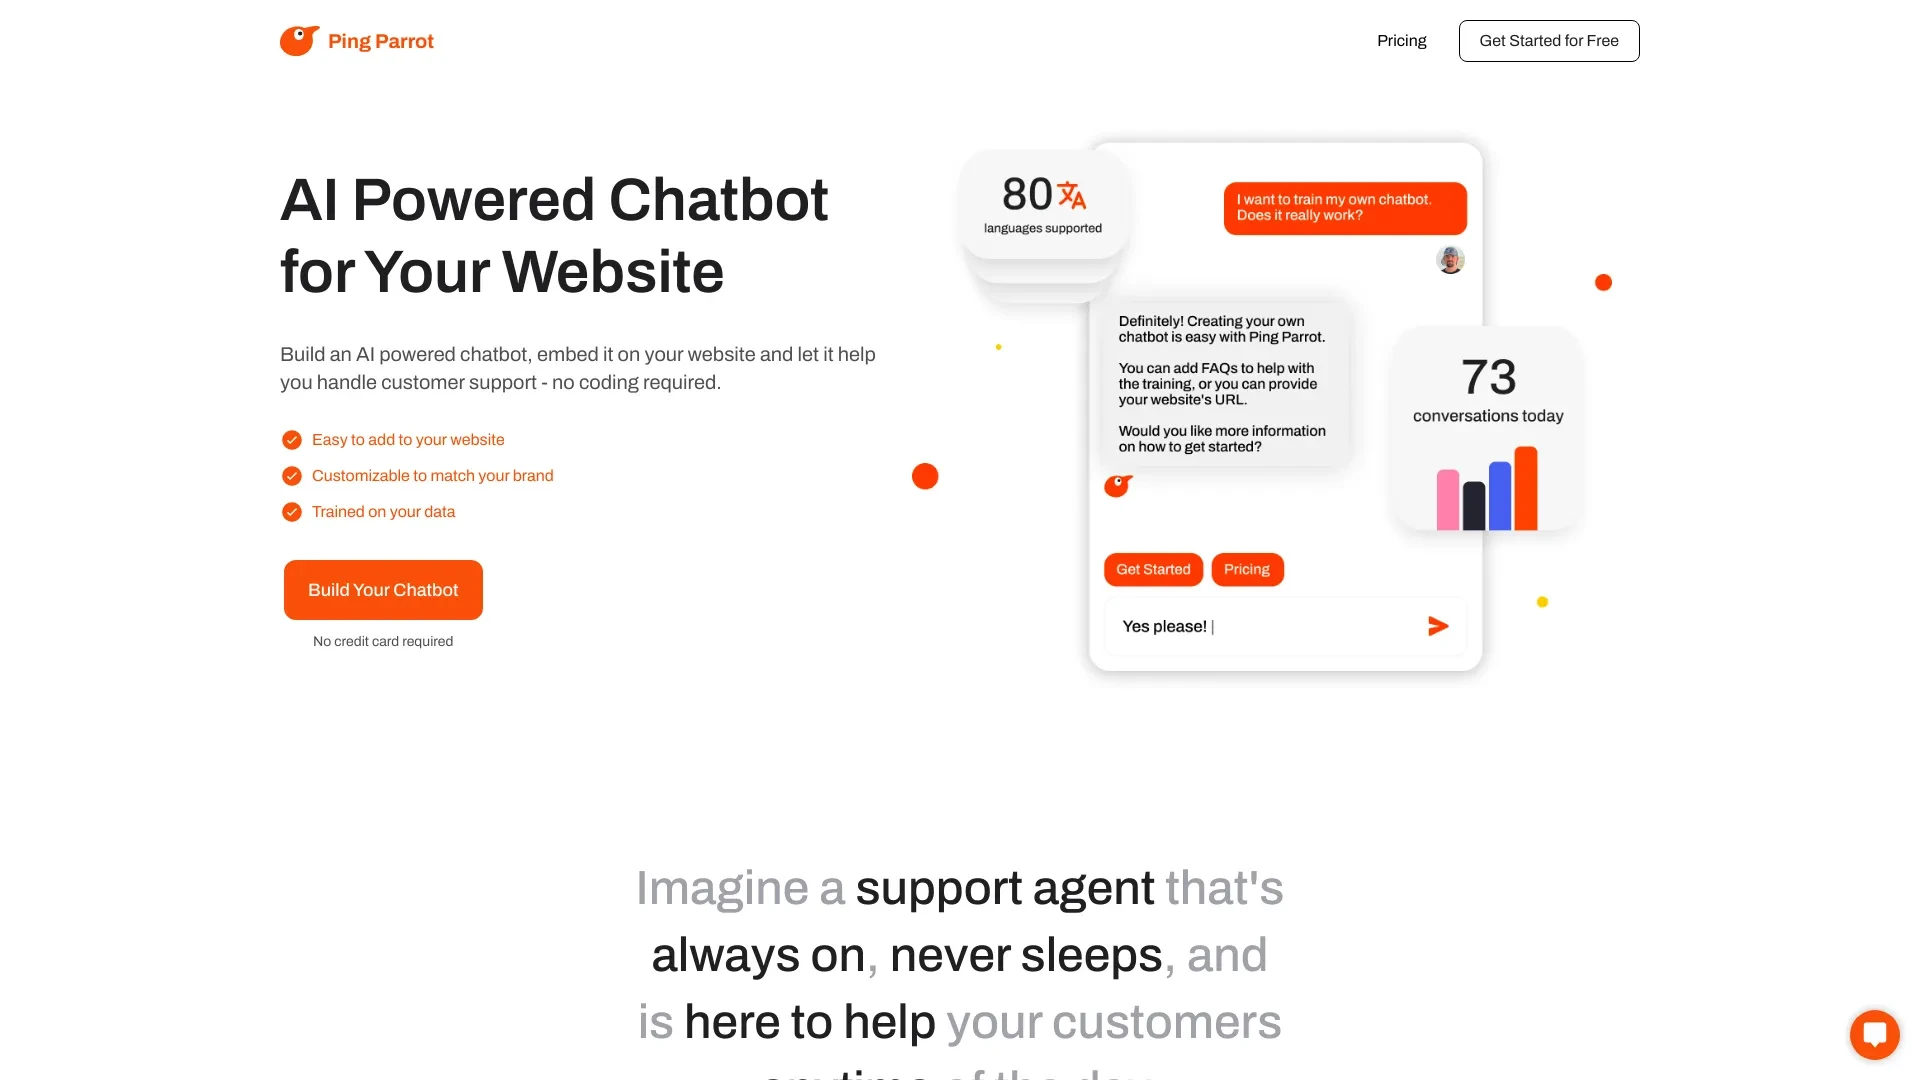 Ping Parrot
Pricing
Get Started for Free
AI Powered Chatbot
for Your Website
Build an AI powered chatbot, embed it on your website and let it help
you handle customer support - no coding required.
Easy to add to your website
Customizable to match your brand
Trained on your data
Build Your Chatbot
No credit card required
80
languages supported
I want to train my own chatbot.
Does it really work?
Definitely! Creating your own
chatbot is easy with Ping Parrot.
You can add FAQs to help with
the training, or you can provide
your website's URL.
Would you like more information
on how to get started?
73
conversations today
Get Started
Pricing
Yes please! |
Imagine a support agent that's
always on, never sleeps, and
is here to help your customers
anytime of the day